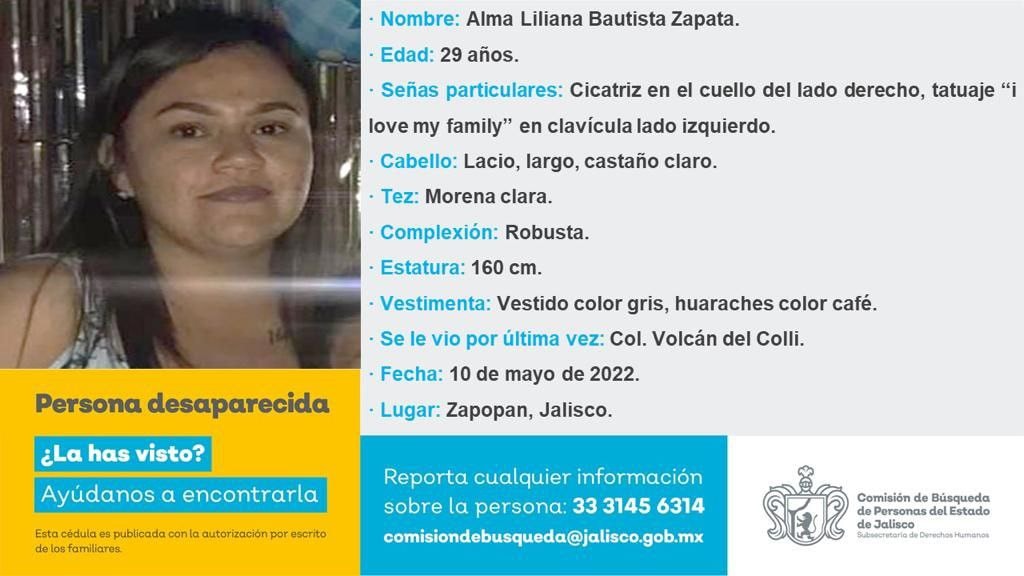 · Nombre: Alma Liliana Bautista Zapata.
· Edad: 29 años.
· Señas particulares: Cicatriz en el cuello del lado derecho, tatuaje “i
love my family” en clavícula lado izquierdo.
· Cabello: Lacio, largo, castaño claro.
· Tez: Morena clara.
· Complexión: Robusta.
· Estatura: 160 cm.
· Vestimenta: Vestido color gris, huaraches color café.
· Se le vio por última vez: Col. Volcán del Colli.
· Fecha: 10 de mayo de 2022.
· Lugar: Zapopan, Jalisco.
Persona desaparecida
¿La has visto?
Ayúdanos a encontrarla
Esta cédula es publicada con la autorización por escrito
de los familiares.
Reporta cualquier información
sobre la persona: 33 3145 6314
comisiondebusqueda@jalisco.gob.mx
Comisión de Búsqueda
de Personas del Estado
de Jalisco
Subsecretaría de Derechos Humanos